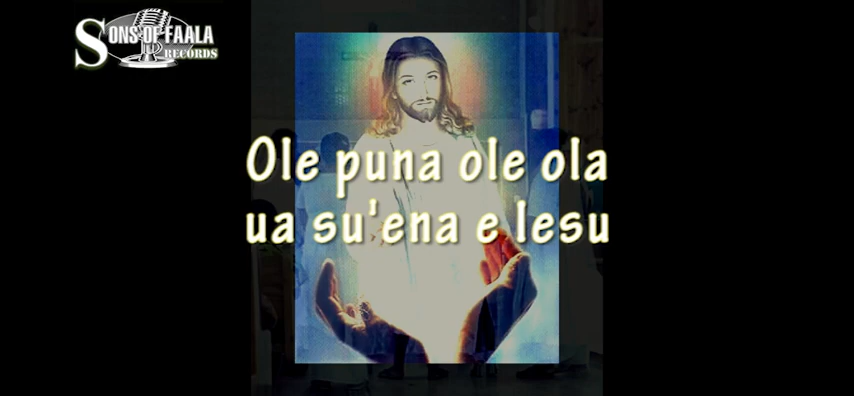 SONS OF FAALA
RECORDS
Ole puna ole ola
ua su'ena e Iesu